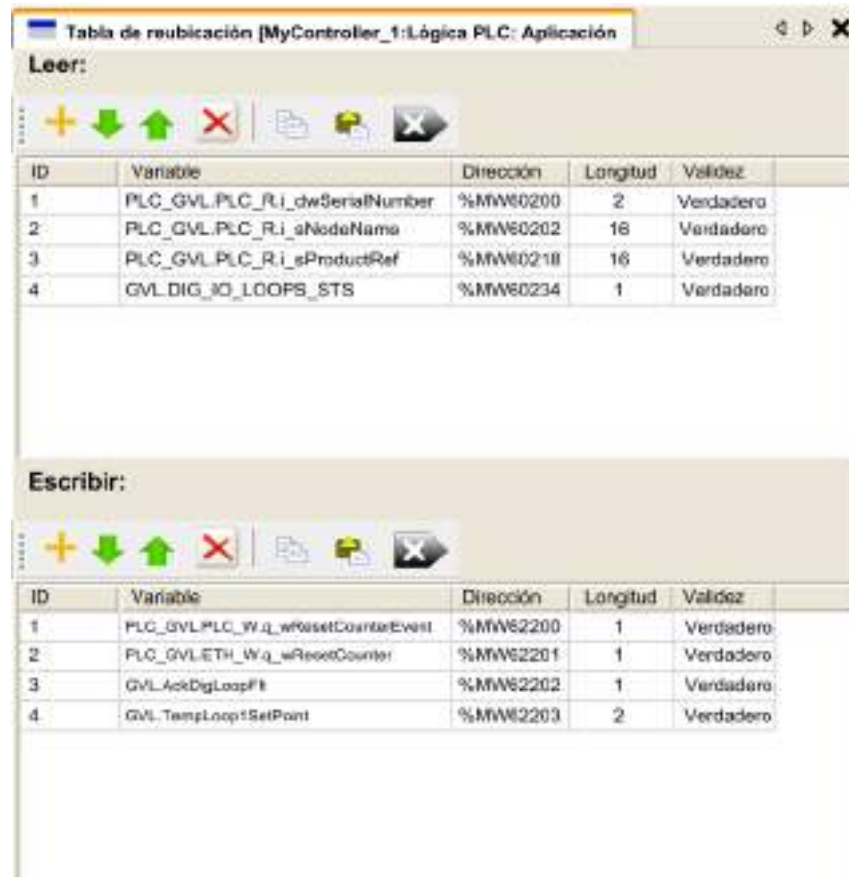 Tabla de reubicación [MyController_1:Lógica PLC: Aplicación
Leer:
ID Variable Dirección Longitud Validez
1 PLC_GVL.PLC_R.i_dwSerialNumber %MW60200 2 Verdadero
2 PLC_GVL.PLC_R.i_sNodeName %MW60202 16 Verdadero
3 PLC_GVL.PLC_R.i_sProductRef %MW60218 16 Verdadero
4 GVL.DIG_IO_LOOPS_STS %MW60234 1 Verdadero
Escribir:
ID Variable Dirección Longitud Validez
1 PLC_GVL.PLC_W.q_wResetCounterEvent %MW62200 1 Verdadero
2 PLC_GVL.ETH_W.q_wResetCounter %MW62201 1 Verdadero
3 GVL.AckDigLoopFlt %MW62202 1 Verdadero
4 GVL.TempLoop1SetPoint %MW62203 2 Verdadero